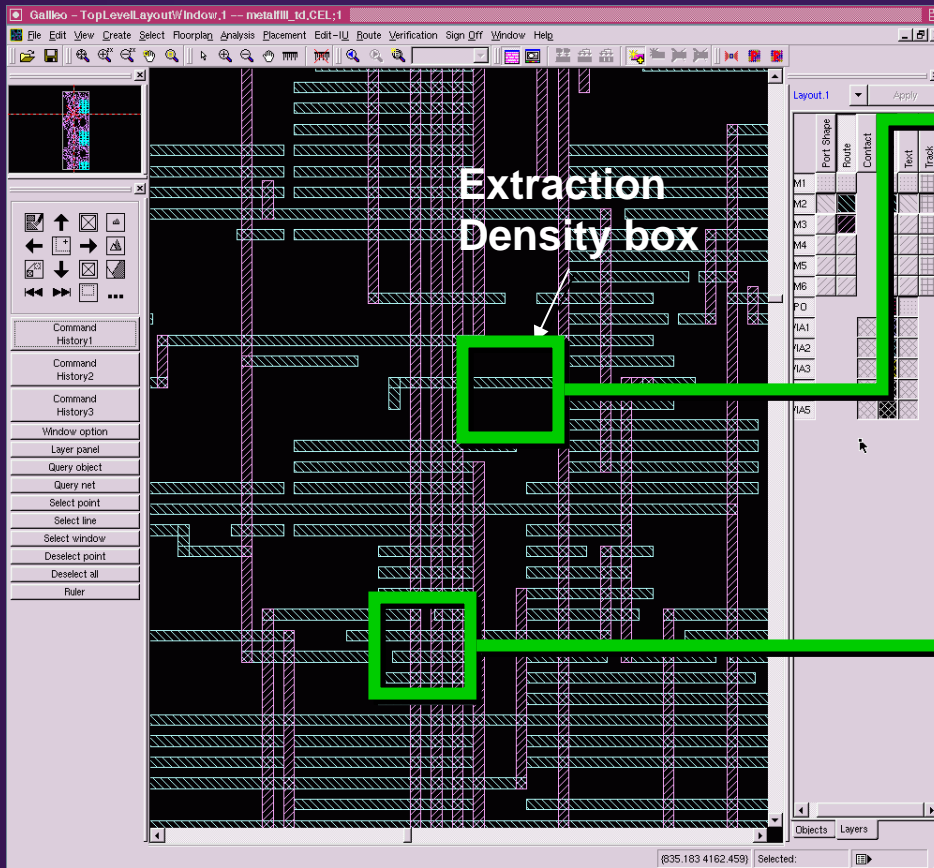 Galileo - TopLevelLayoutWindow,1 -- metalfill_td,CEL;1
File Edit View Create Select Floorplan Analysis Placement Edit-IU Route Verification Sign Off Window Help
Layout.1
Apply
Port Shape
Route
Contact
Text
Track
M1
M2
M3
M4
M5
M6
PO
VIA1
VIA2
VIA3
VIA5
Extraction
Density box
Command
History1
Command
History2
Command
History3
Window option
Layer panel
Query object
Query net
Select point
Select line
Select window
Deselect point
Deselect all
Ruler
Objects Layers
(835.183 4162.459) Selected: